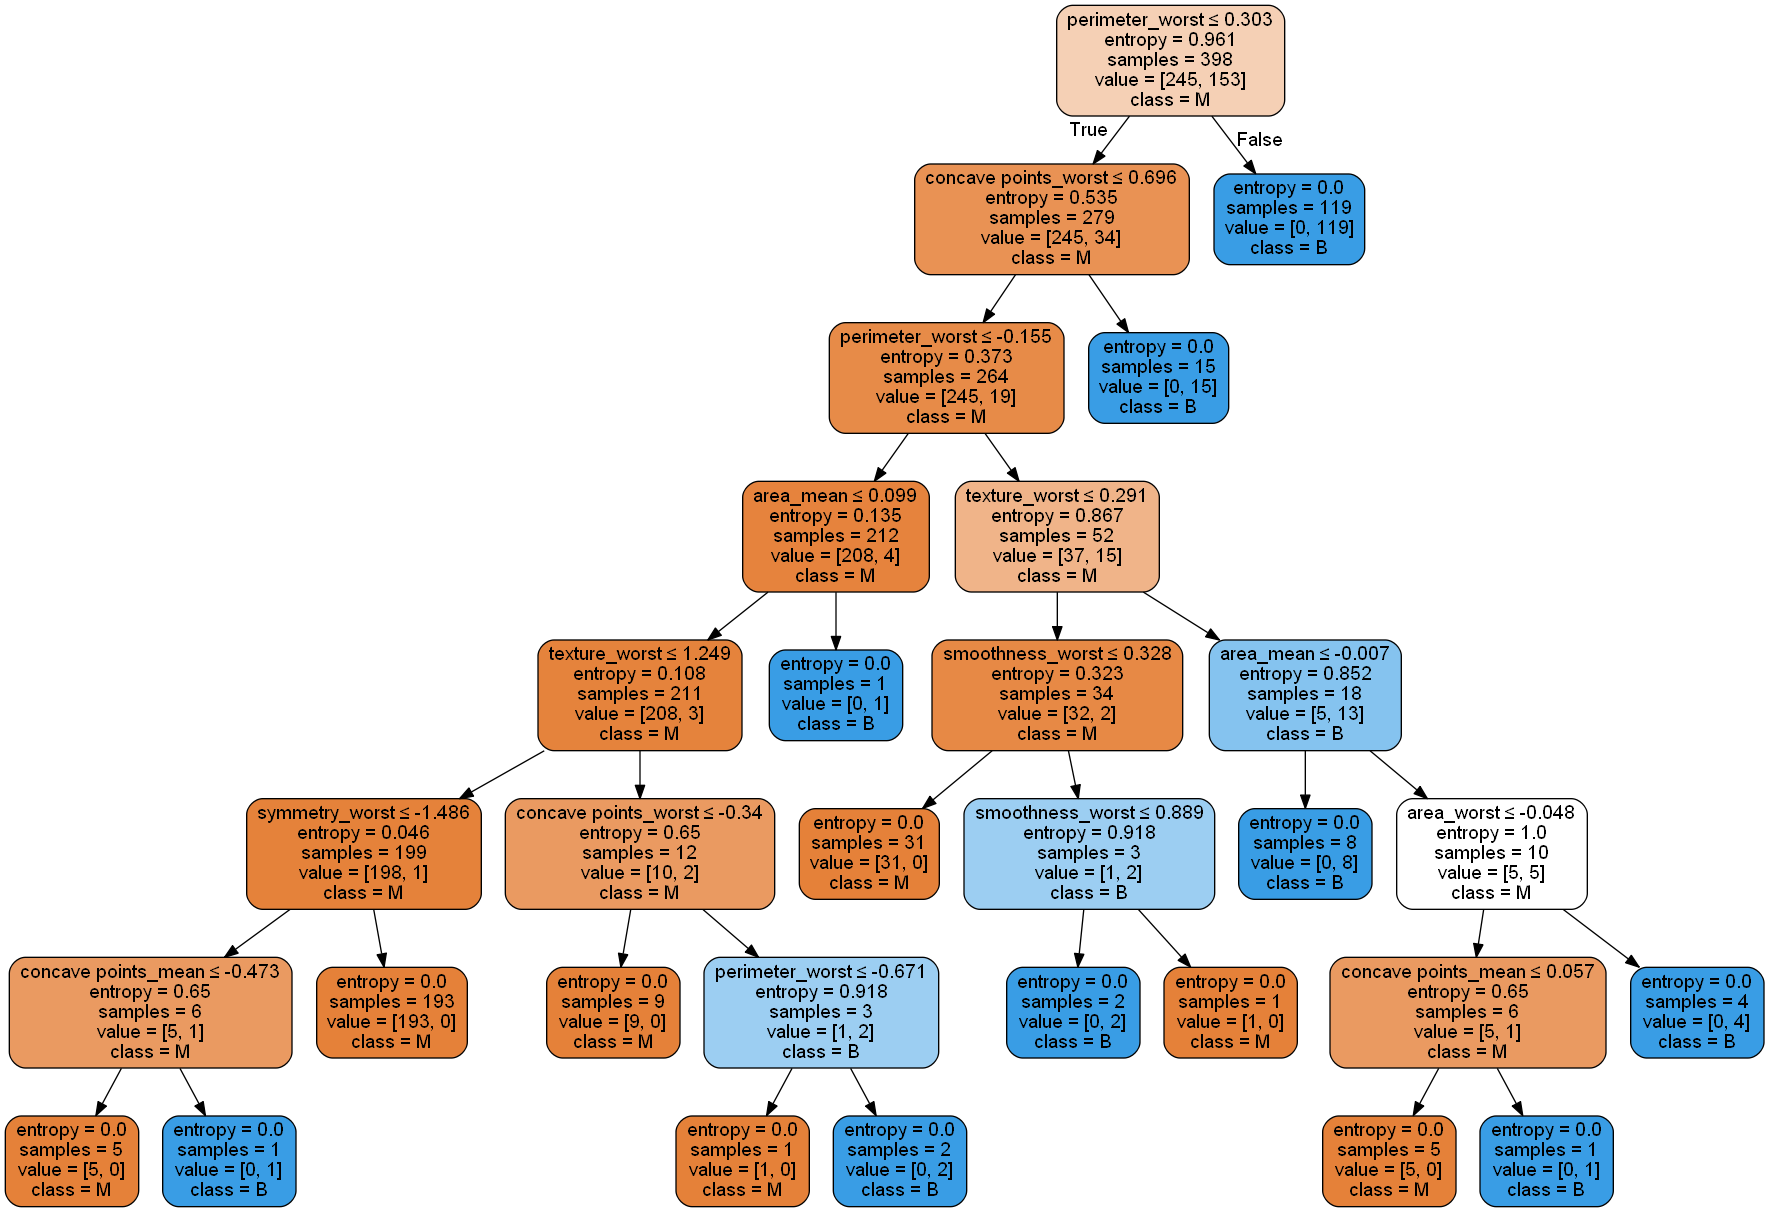 perimeter_worst ≤ 0.303
entropy = 0.961
samples = 398
value = [245, 153]
class = M
True
False
concave points_worst ≤ 0.696
entropy = 0.535
samples = 279
value = [245, 34]
class = M
entropy = 0.0
samples = 119
value = [0, 119]
class = B
perimeter_worst ≤ -0.155
entropy = 0.373
samples = 264
value = [245, 19]
class = M
entropy = 0.0
samples = 15
value = [0, 15]
class = B
area_mean ≤ 0.099
entropy = 0.135
samples = 212
value = [208, 4]
class = M
texture_worst ≤ 0.291
entropy = 0.867
samples = 52
value = [37, 15]
class = M
texture_worst ≤ 1.249
entropy = 0.108
samples = 211
value = [208, 3]
class = M
entropy = 0.0
samples = 1
value = [0, 1]
class = B
smoothness_worst ≤ 0.328
entropy = 0.323
samples = 34
value = [32, 2]
class = M
area_mean ≤ -0.007
entropy = 0.852
samples = 18
value = [5, 13]
class = B
symmetry_worst ≤ -1.486
entropy = 0.046
samples = 199
value = [198, 1]
class = M
concave points_worst ≤ -0.34
entropy = 0.65
samples = 12
value = [10, 2]
class = M
entropy = 0.0
samples = 31
value = [31, 0]
class = M
smoothness_worst ≤ 0.889
entropy = 0.918
samples = 3
value = [1, 2]
class = B
entropy = 0.0
samples = 8
value = [0, 8]
class = B
area_worst ≤ -0.048
entropy = 1.0
samples = 10
value = [5, 5]
class = M
concave points_mean ≤ -0.473
entropy = 0.65
samples = 6
value = [5, 1]
class = M
entropy = 0.0
samples = 193
value = [193, 0]
class = M
entropy = 0.0
samples = 9
value = [9, 0]
class = M
perimeter_worst ≤ -0.671
entropy = 0.918
samples = 3
value = [1, 2]
class = B
entropy = 0.0
samples = 2
value = [0, 2]
class = B
entropy = 0.0
samples = 1
value = [1, 0]
class = M
concave points_mean ≤ 0.057
entropy = 0.65
samples = 6
value = [5, 1]
class = M
entropy = 0.0
samples = 4
value = [0, 4]
class = B
entropy = 0.0
samples = 5
value = [5, 0]
class = M
entropy = 0.0
samples = 1
value = [0, 1]
class = B
entropy = 0.0
samples = 1
value = [1, 0]
class = M
entropy = 0.0
samples = 2
value = [0, 2]
class = B
entropy = 0.0
samples = 5
value = [5, 0]
class = M
entropy = 0.0
samples = 1
value = [0, 1]
class = B